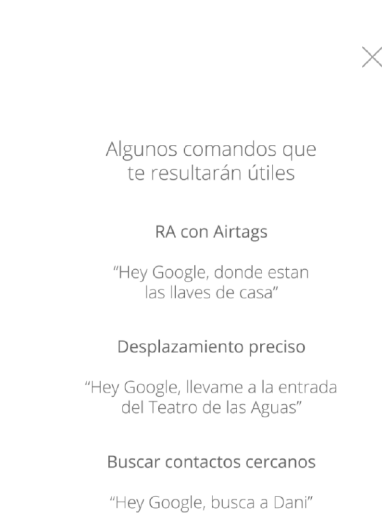 Algunos comandos que
te resultarán útiles
RA con Airtags
“Hey Google, donde estan
las llaves de casa”
Desplazamiento preciso
“Hey Google, llevame a la entrada
del Teatro de las Aguas”
Buscar contactos cercanos
“Hey Google, busca a Dani”